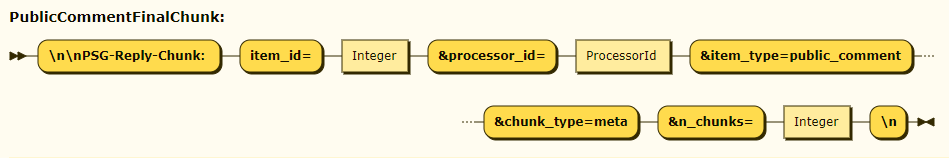 PublicCommentFinalChunk:
\n\nPSG-Reply-Chunk: item_id= Integer &processor_id= ProcessorId &item_type=public_comment
&chunk_type=meta &n_chunks= Integer \n